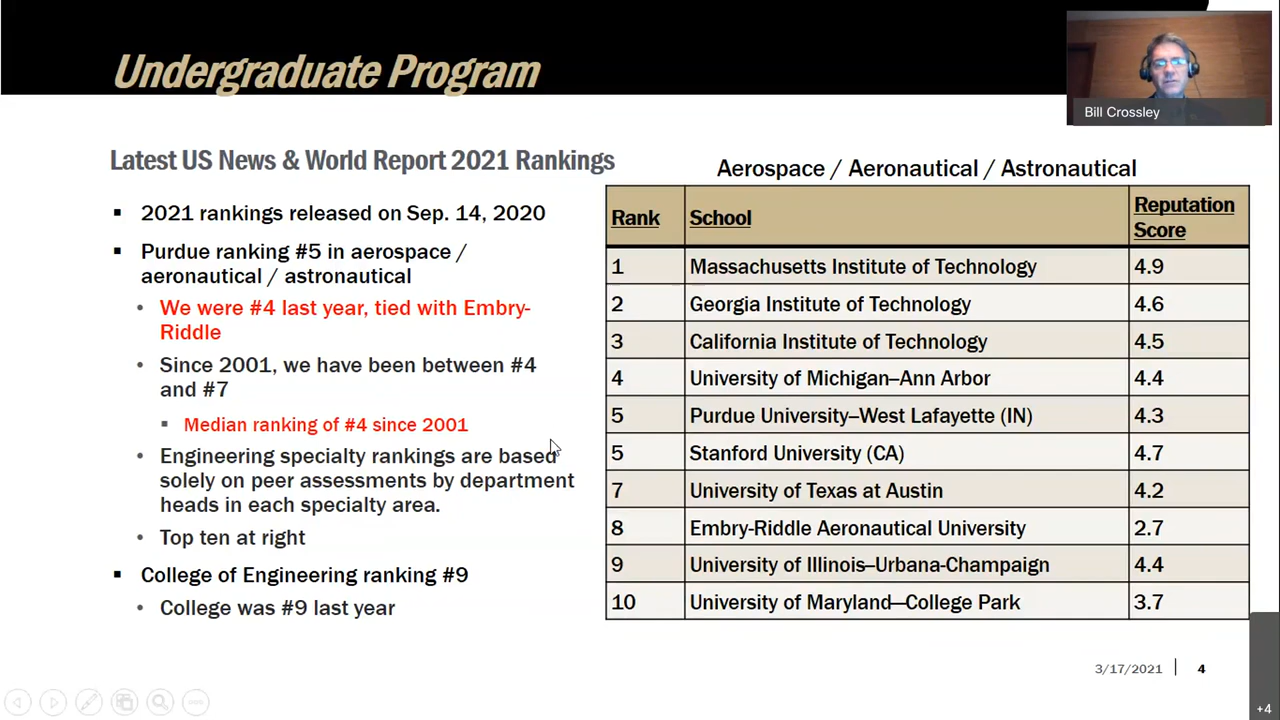 Undergraduate Program
Bill Crossley
Latest US News & World Report 2021 Rankings
▪ 2021 rankings released on Sep. 14, 2020
▪ Purdue ranking #5 in aerospace /
aeronautical / astronautical
• We were #4 last year, tied with Embry-
Riddle
• Since 2001, we have been between #4
and #7
▪ Median ranking of #4 since 2001
• Engineering specialty rankings are based
solely on peer assessments by department
heads in each specialty area.
• Top ten at right
▪ College of Engineering ranking #9
• College was #9 last year
Aerospace / Aeronautical / Astronautical
Rank School Reputation
Score
1 Massachusetts Institute of Technology 4.9
2 Georgia Institute of Technology 4.6
3 California Institute of Technology 4.5
4 University of Michigan–Ann Arbor 4.4
5 Purdue University–West Lafayette (IN) 4.3
5 Stanford University (CA) 4.7
7 University of Texas at Austin 4.2
8 Embry-Riddle Aeronautical University 2.7
9 University of Illinois–Urbana-Champaign 4.4
10 University of Maryland—College Park 3.7
3/17/2021 | 4
+4